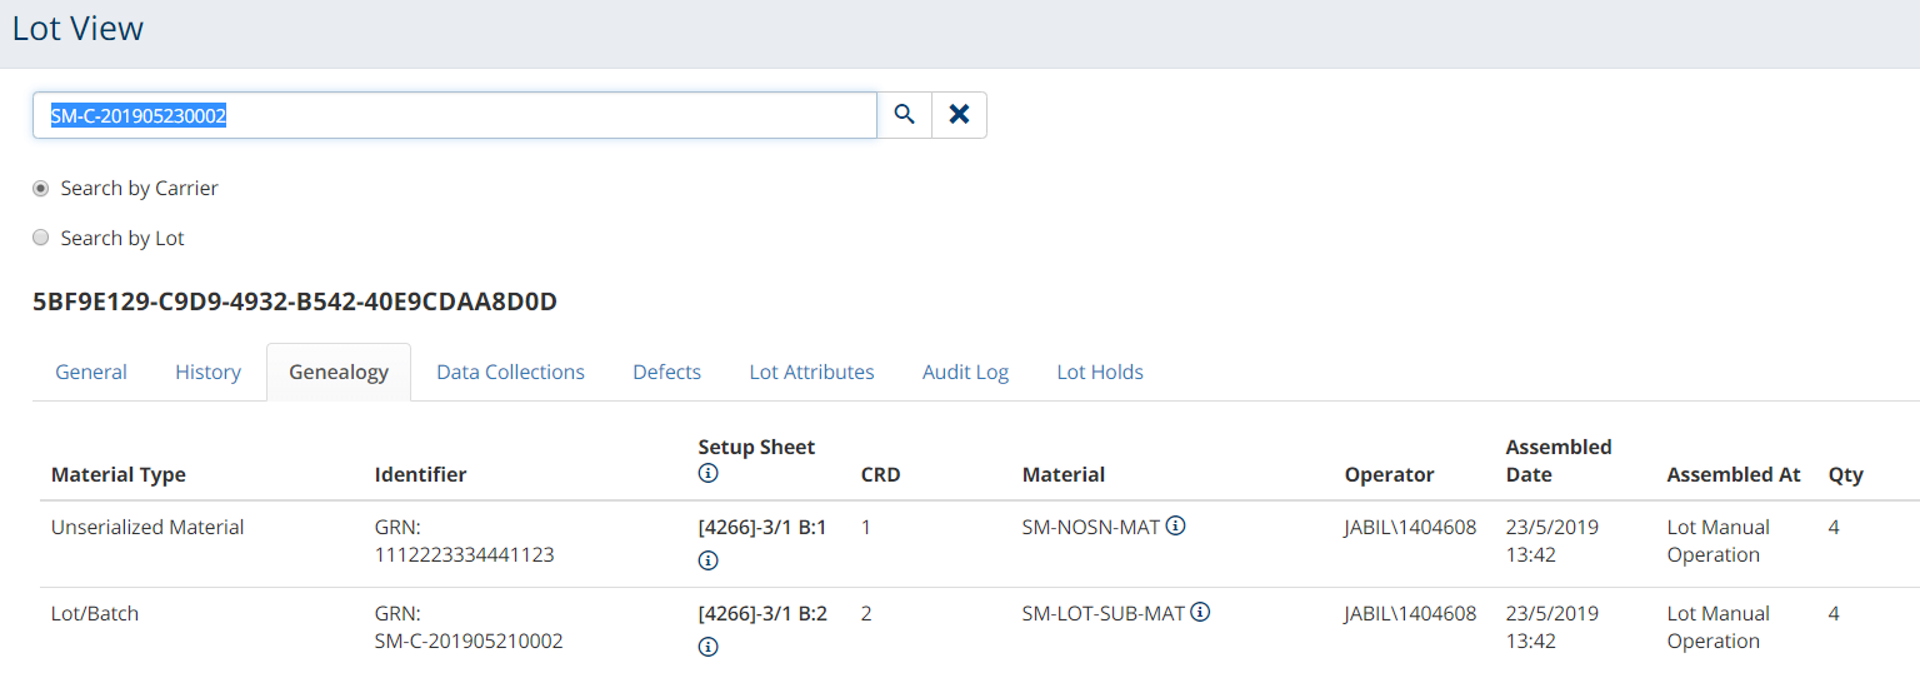 Lot View
SM-C-201905230002
Search by Carrier
Search by Lot
5BF9E129-C9D9-4932-B542-40E9CDAA8D0D
General History Genealogy Data Collections Defects Lot Attributes Audit Log Lot Holds
Material Type Identifier Setup Sheet CRD Material Operator Assembled Date Assembled At Qty
Unserialized Material GRN: [4266]-3/1 B:1 1 SM-NOSN-MAT JABIL\1404608 23/5/2019 Lot Manual 4
1112223334441123 13:42 Operation
Lot/Batch GRN: [4266]-3/1 B:2 2 SM-LOT-SUB-MAT JABIL\1404608 23/5/2019 Lot Manual 4
SM-C-201905210002 13:42 Operation